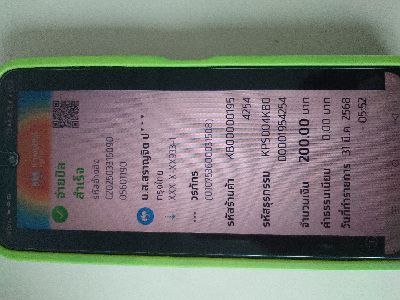 จ่ายบิล
สำเร็จ
รหัสอ้างอิง
C202503315090
05601190
น.ส.สราญจิต ป***
กรุงไทย
XXX-X-XX933-1
วรภัทร
(010753600031508)
รหัสร้านค้า KB00000195
4254
รหัสธุรกรรม KPS004KB0
00001954254
จำนวนเงิน 200.00 บาท
ค่าธรรมเนียม 0.00 บาท
วันที่ทำรายการ 31 มี.ค. 2568
- 05:52